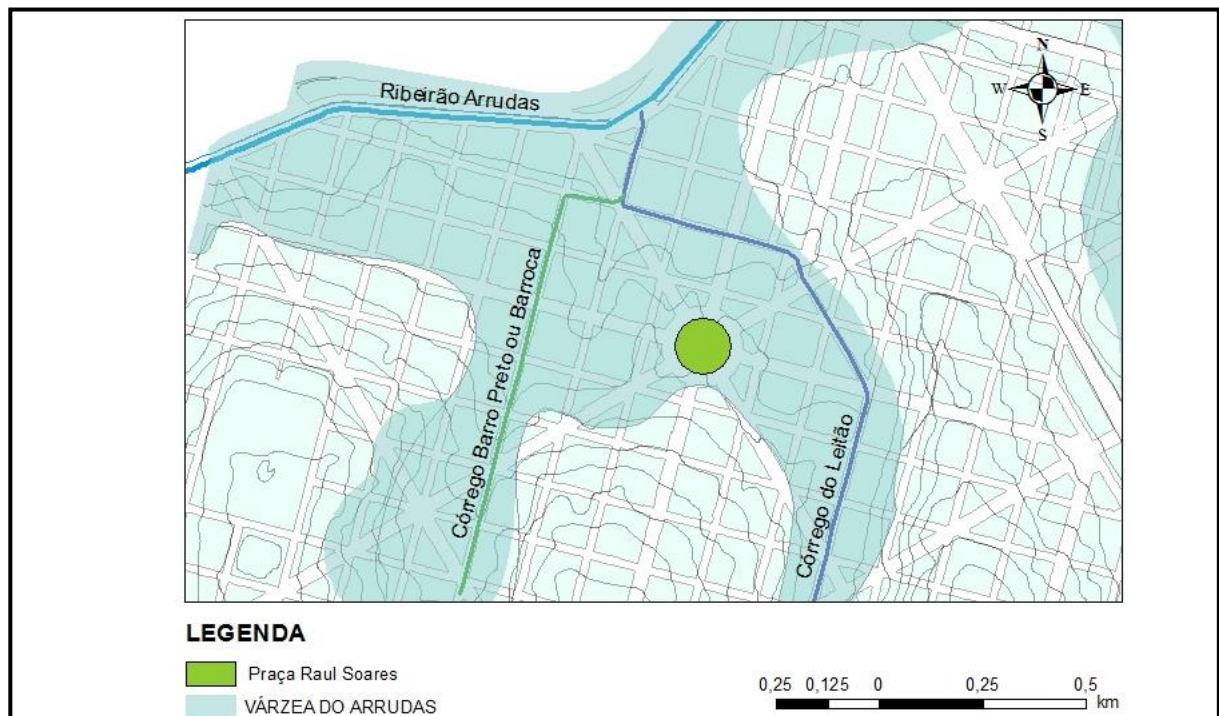 Ribeirão Arrudas
N
W E
S
Córrego Barro Preto ou Barroca
Córrego do Leitão
LEGENDA
Praça Raul Soares
VÁRZEA DO ARRUDAS
0,25 0,125 0 0,25 0,5
km